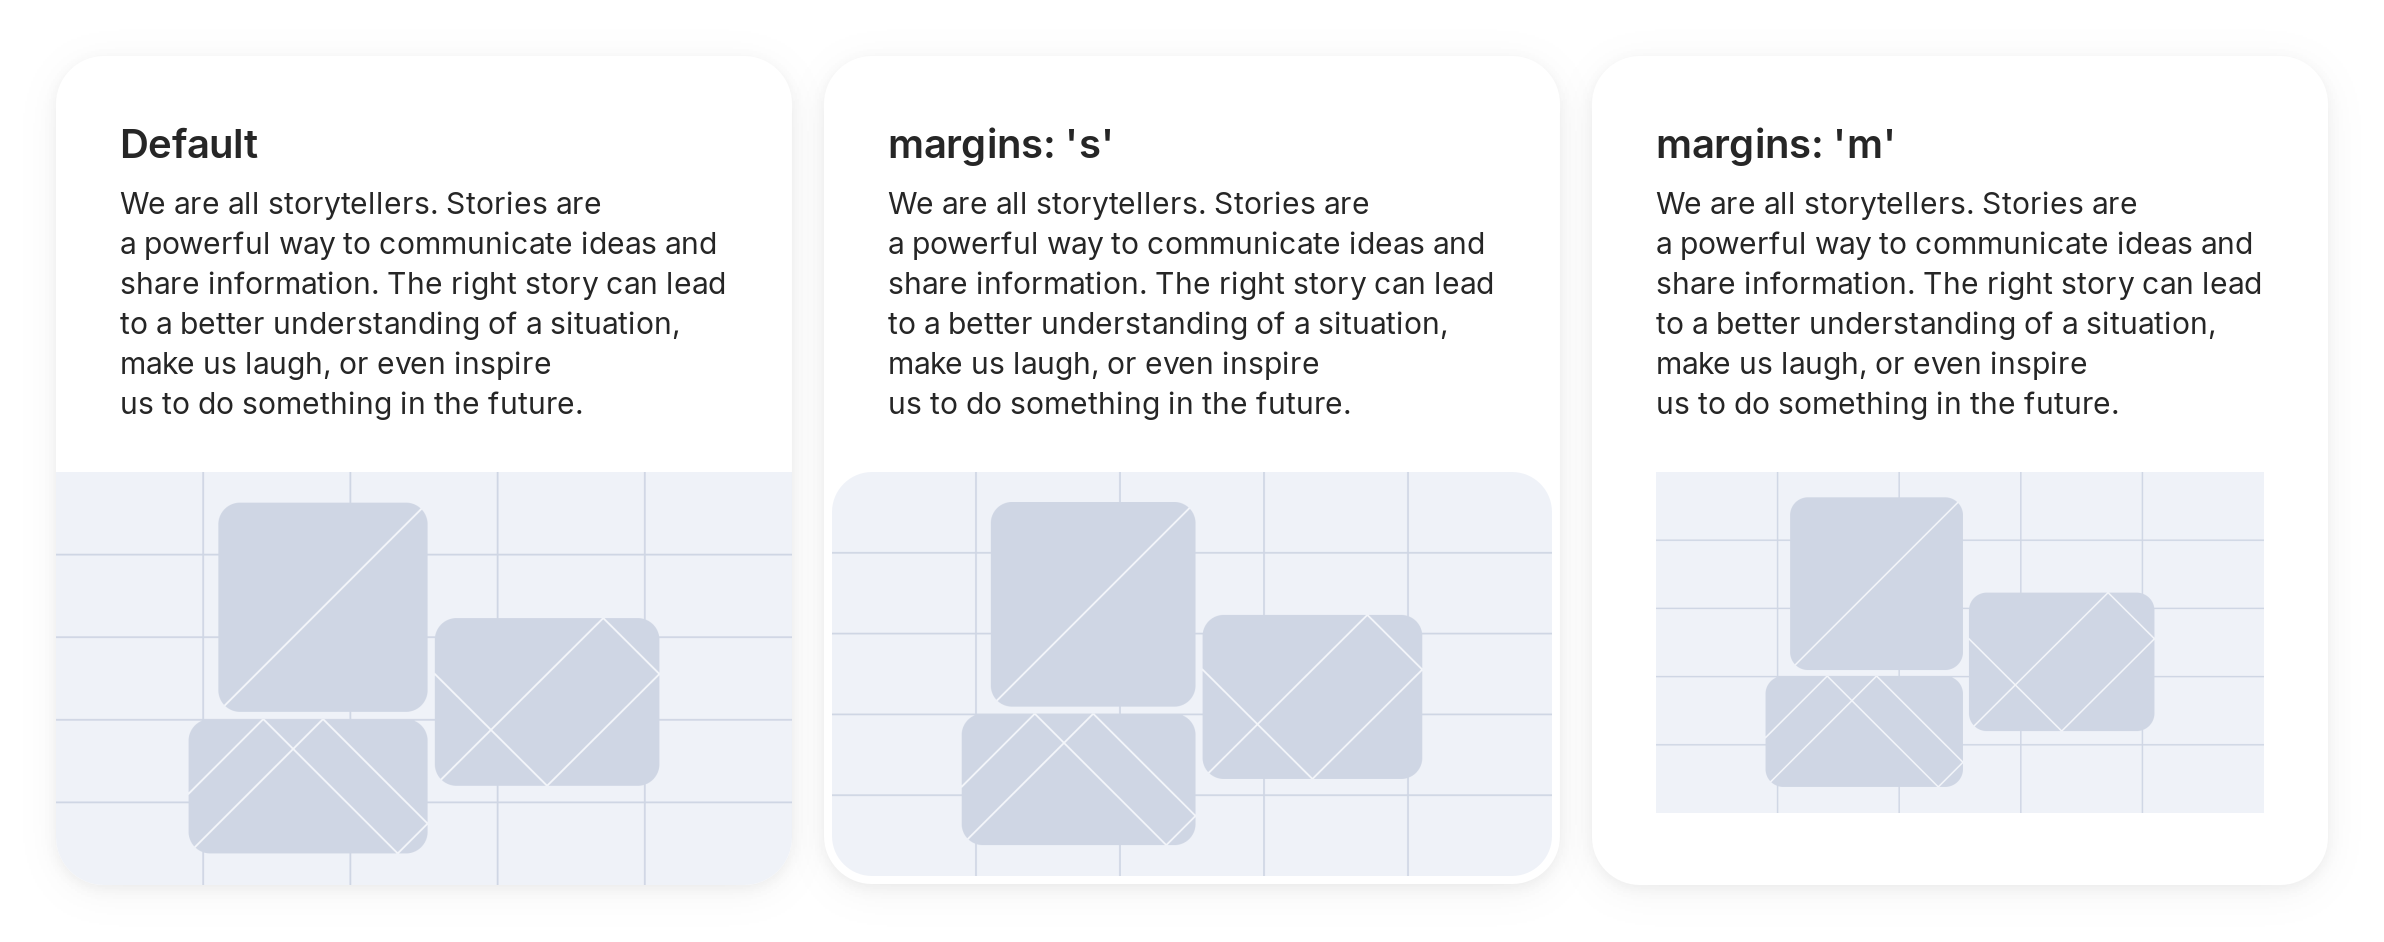 Default
We are all storytellers. Stories are
a powerful way to communicate ideas and
share information. The right story can lead
to a better understanding of a situation,
make us laugh, or even inspire
us to do something in the future.
margins: 's'
We are all storytellers. Stories are
a powerful way to communicate ideas and
share information. The right story can lead
to a better understanding of a situation,
make us laugh, or even inspire
us to do something in the future.
margins: 'm'
We are all storytellers. Stories are
a powerful way to communicate ideas and
share information. The right story can lead
to a better understanding of a situation,
make us laugh, or even inspire
us to do something in the future.